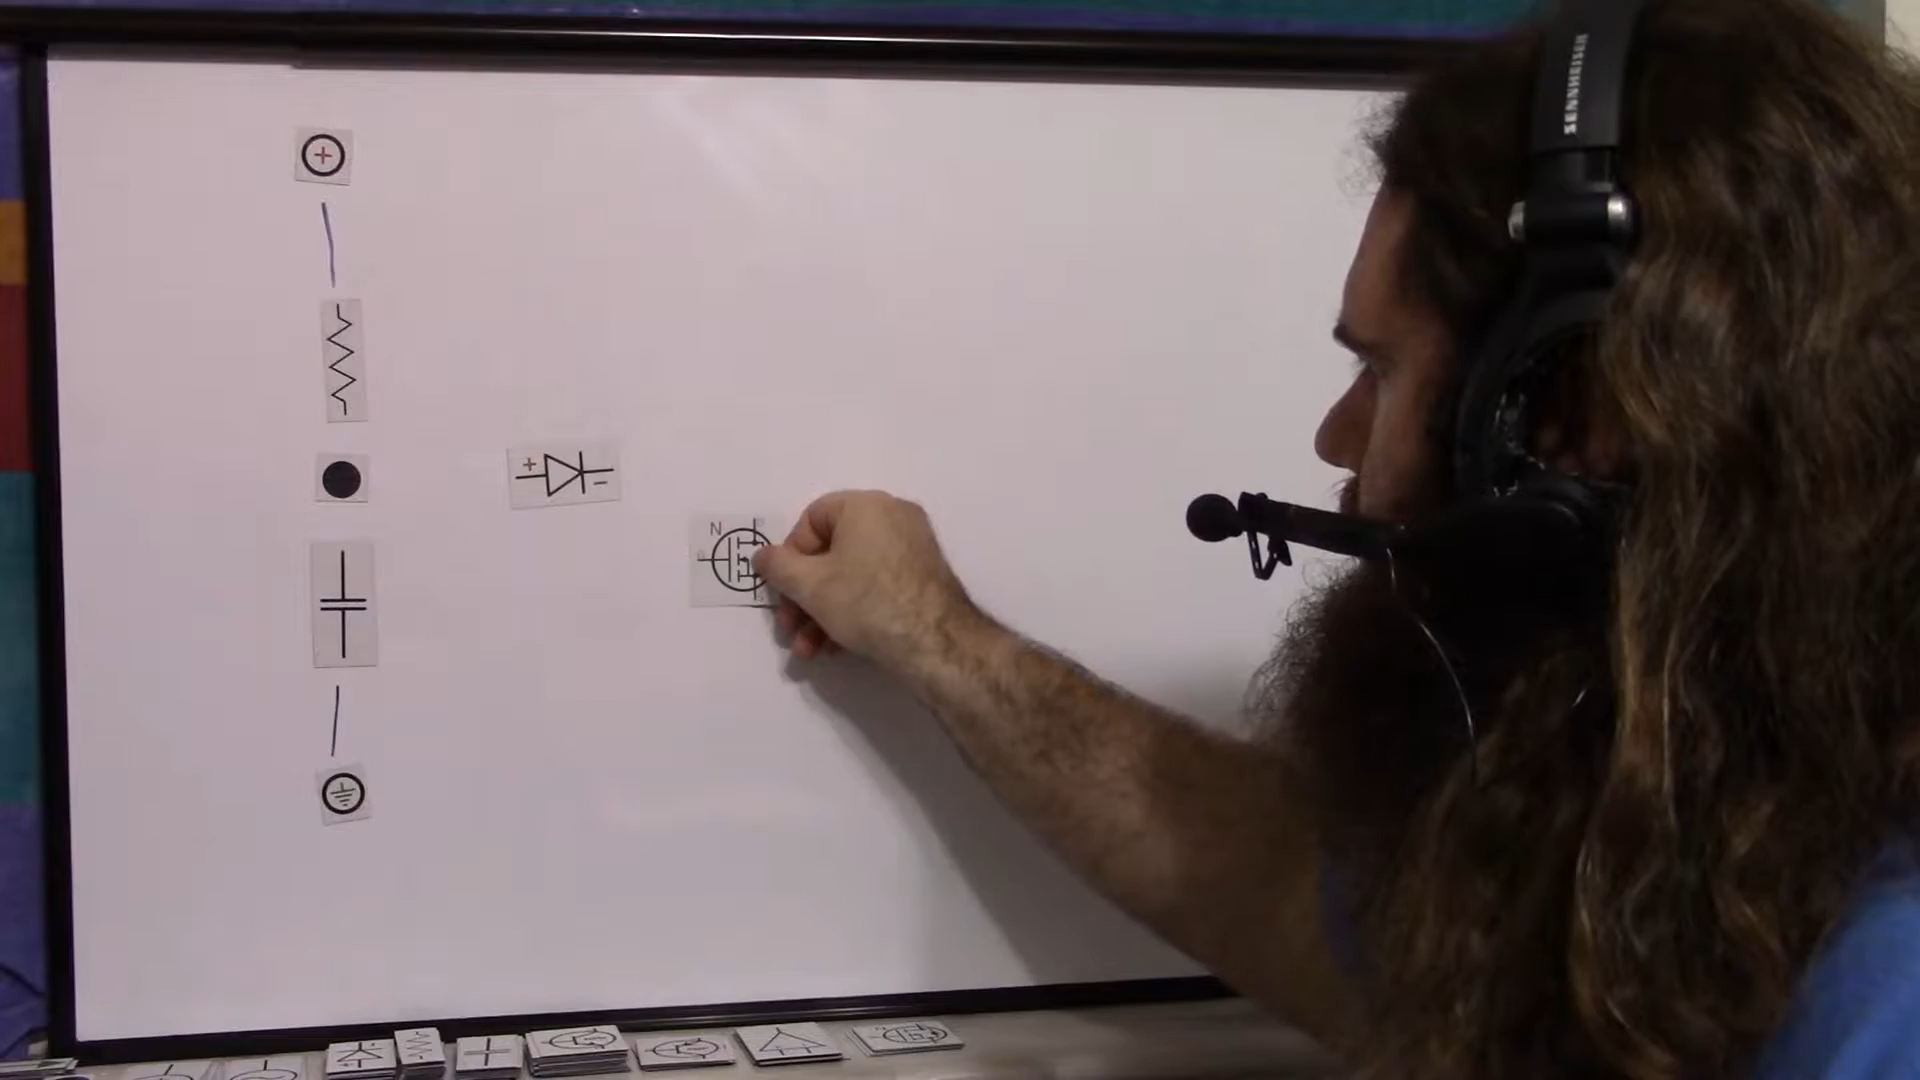 SENNHEISER
+
+
−
N